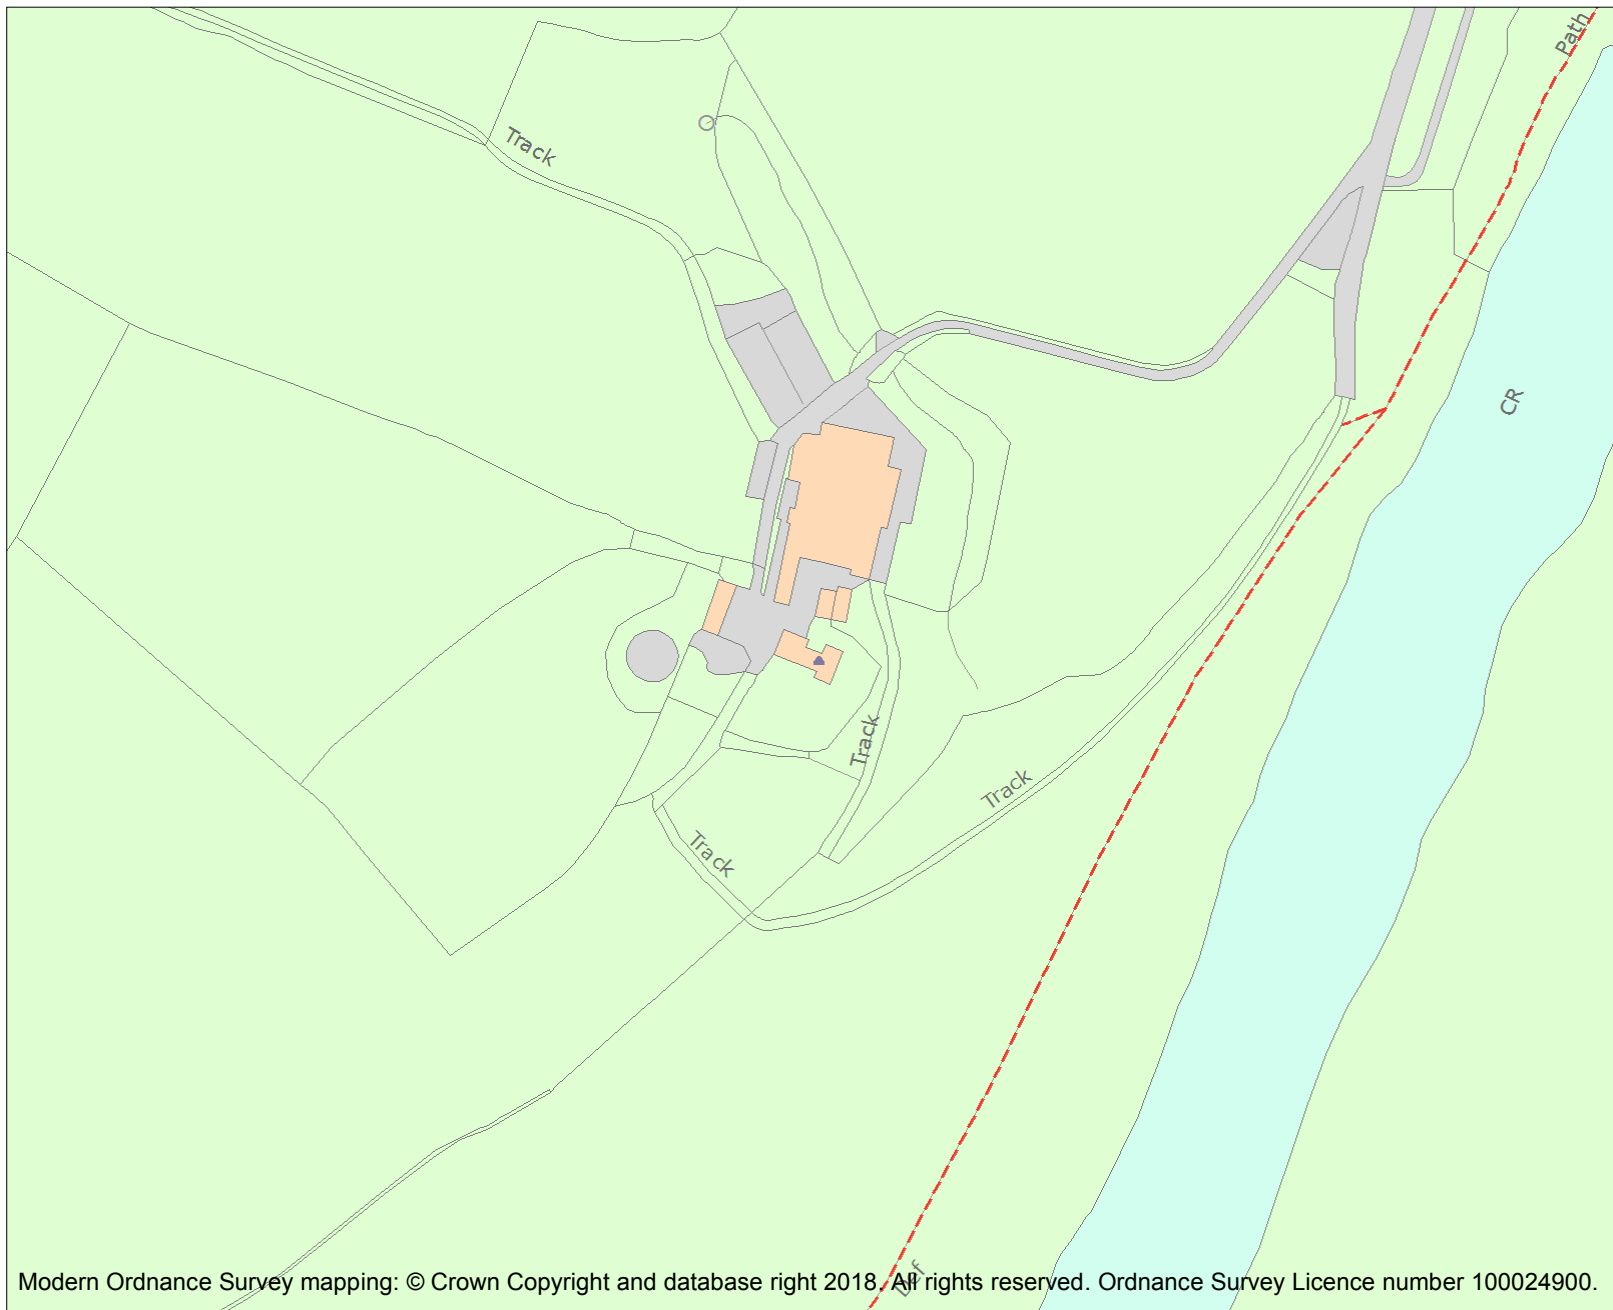 Path
Track
CR
Track
Track
Track
Def
Modern Ordnance Survey mapping: © Crown Copyright and database right 2018. All rights reserved. Ordnance Survey Licence number 100024900.